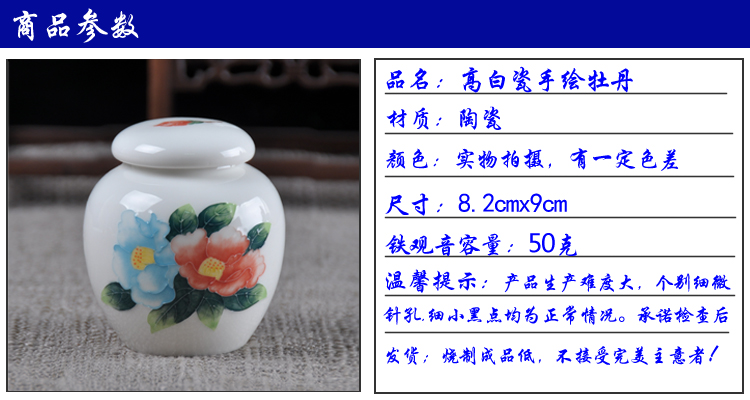 商品参数
品名：高白瓷手绘牡丹
材质：陶瓷
颜色：实物拍摄，有一定色差
尺寸：8.2cmx9cm
铁观音容量：50克
温馨提示：产品生产难度大，个别细微
针孔.细小黑点均为正常情况。承诺检查后
发货；烧制成品低，不接受完美主意者！